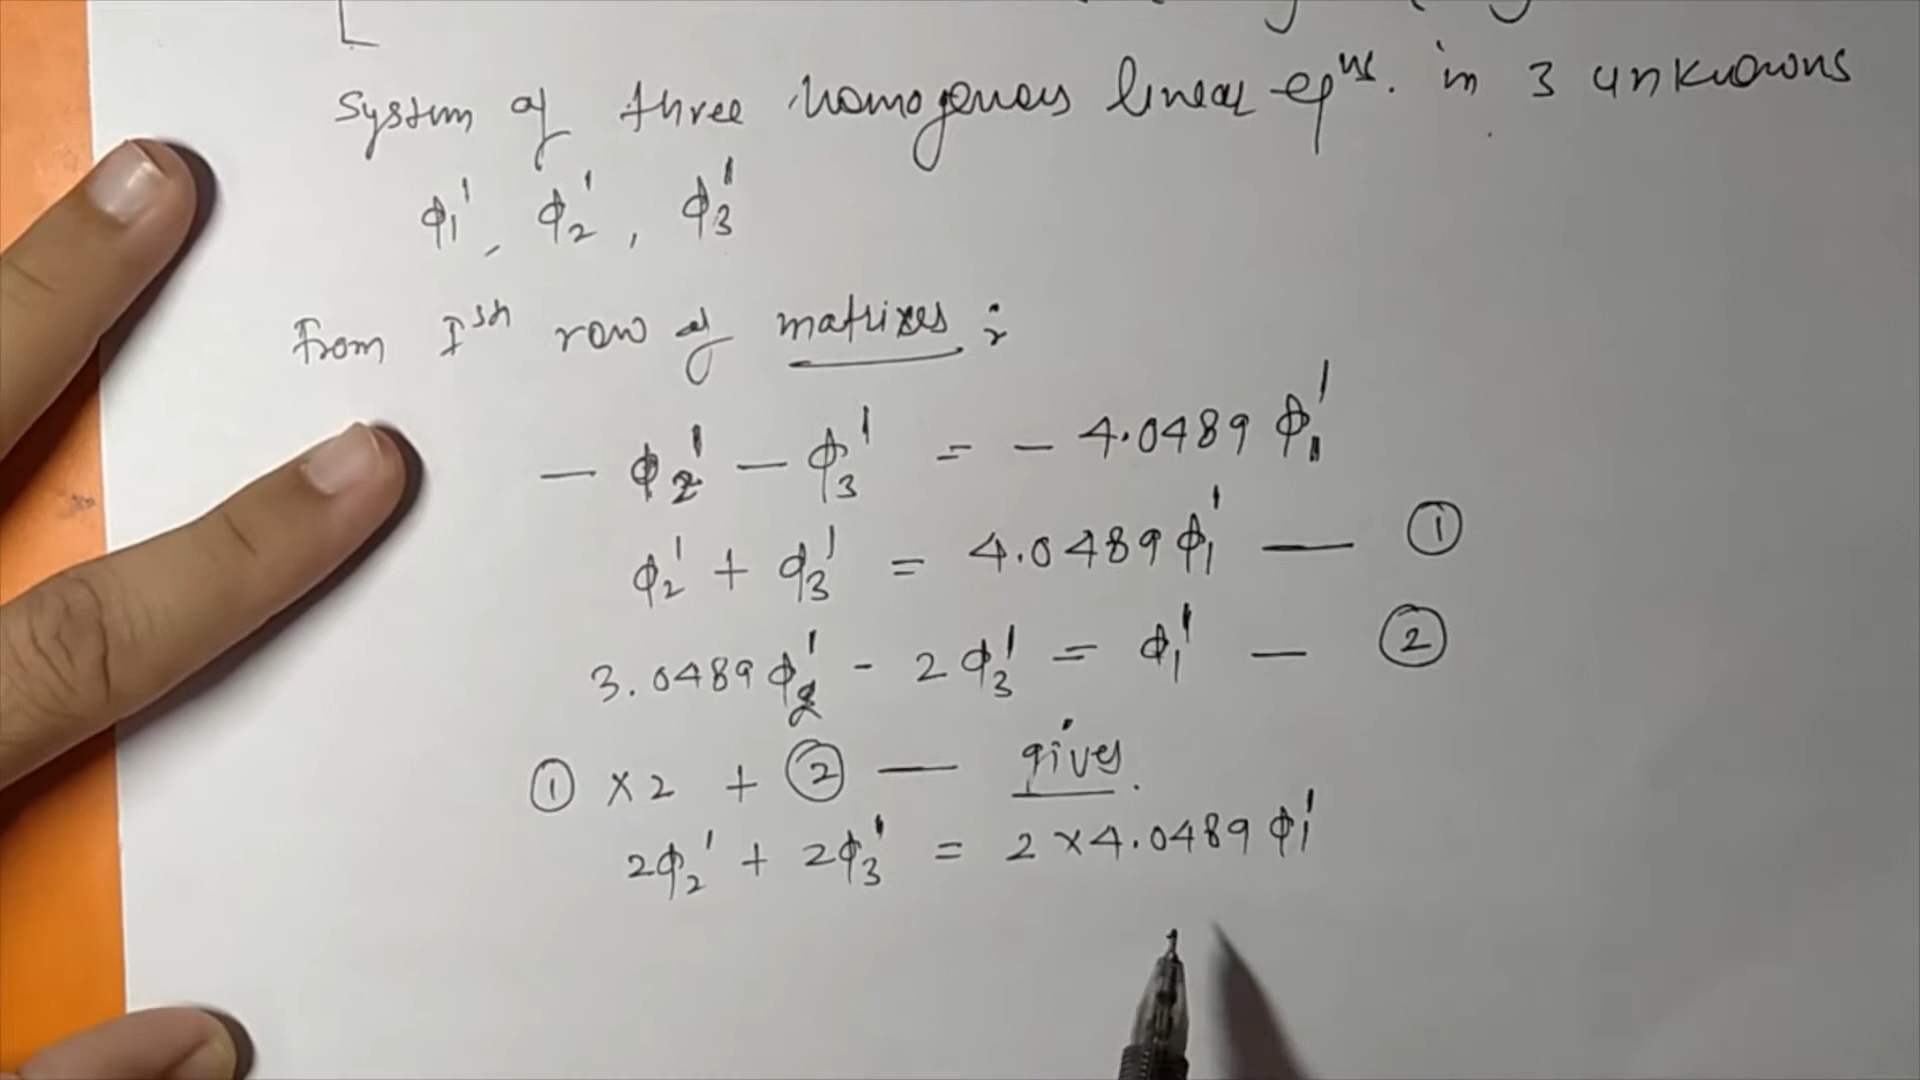 System of three homogenous linear eqns. in 3 unknowns
ϕ₁', ϕ₂', ϕ₃'
From Ist row of matrixes :
- ϕ₂' - ϕ₃' = - 4.0489 ϕ₁'
ϕ₂' + ϕ₃' = 4.0489 ϕ₁' — ①
3.0489 ϕ₂' - 2 ϕ₃' = ϕ₁' — ②
① × 2 + ② — gives.
2ϕ₂' + 2ϕ₃' = 2 × 4.0489 ϕ₁'